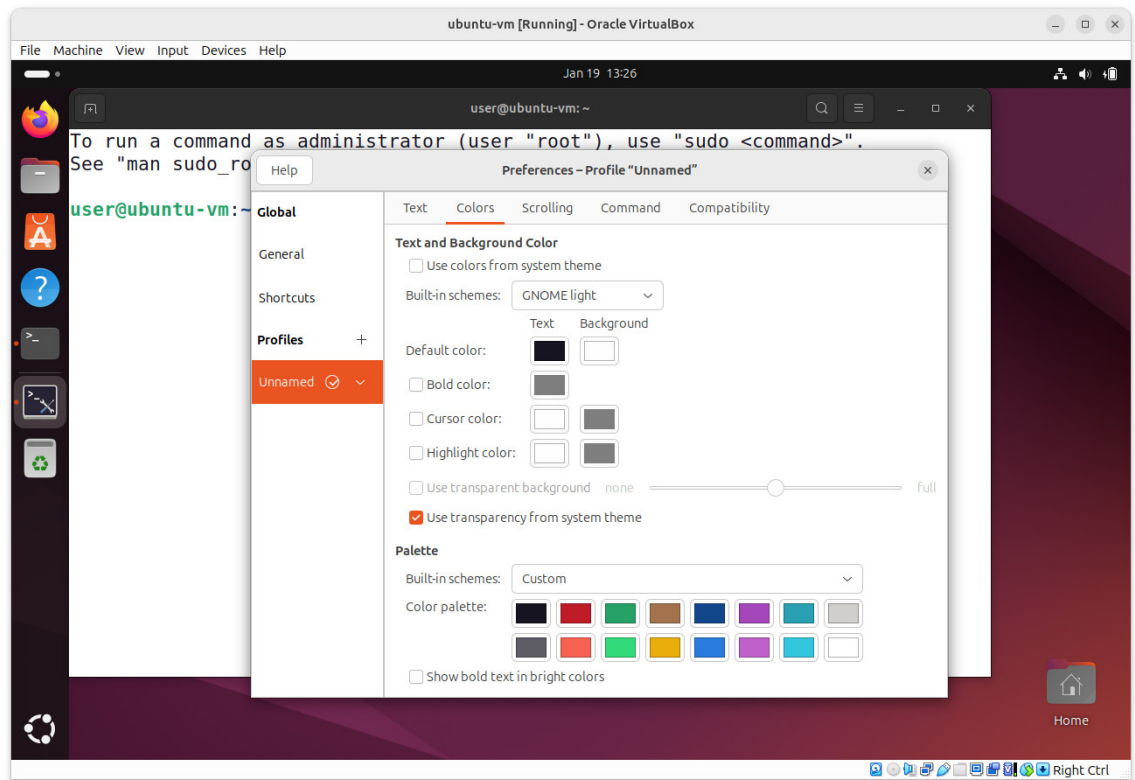 ubuntu-vm [Running] - Oracle VirtualBox
File Machine View Input Devices Help
Jan 19 13:26
user@ubuntu-vm: ~
To run a command as administrator (user "root"), use "sudo <command>".
See "man sudo_ro
user@ubuntu-vm:~
Help
Preferences – Profile “Unnamed”
Global
General
Shortcuts
Profiles
Unnamed
Text Colors Scrolling Command Compatibility
Text and Background Color
Use colors from system theme
Built-in schemes: GNOME light
Text Background
Default color:
Bold color:
Cursor color:
Highlight color:
Use transparent background none full
Use transparency from system theme
Palette
Built-in schemes: Custom
Color palette:
Show bold text in bright colors
Home
Right Ctrl